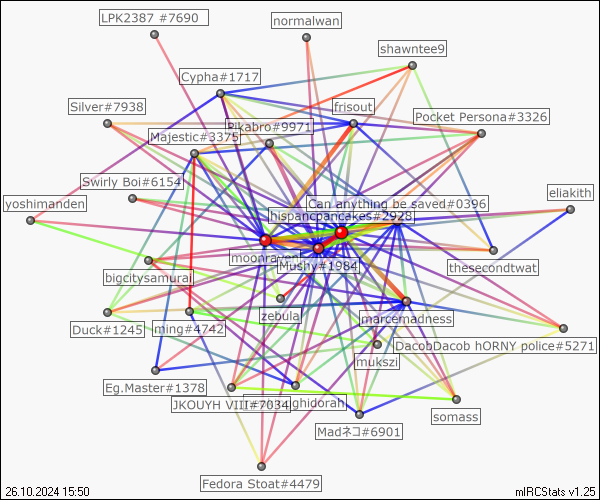 LPK2387 #7690
normalwan
shawntee9
Cypha#1717
Silver#7938
frisout
Pocket Persona#3326
Pikabro#9971
Majestic#3375
Swirly Boi#6154
eliakith
yoshimanden
Can anything be saved#0396
hispancpancakes#2928
moonraven
Mushy#1984
thesecondtwat
bigcitysamurai
zebula
marcemadness
Duck#1245
ming#4742
DacobDacob hORNY police#5271
mukszi
Eg.Master#1378
JKOUYH VIII#7034
ghidorah
somass
Madネコ#6901
Fedora Stoat#4479
26.10.2024 15:50
mIRCStats v1.25